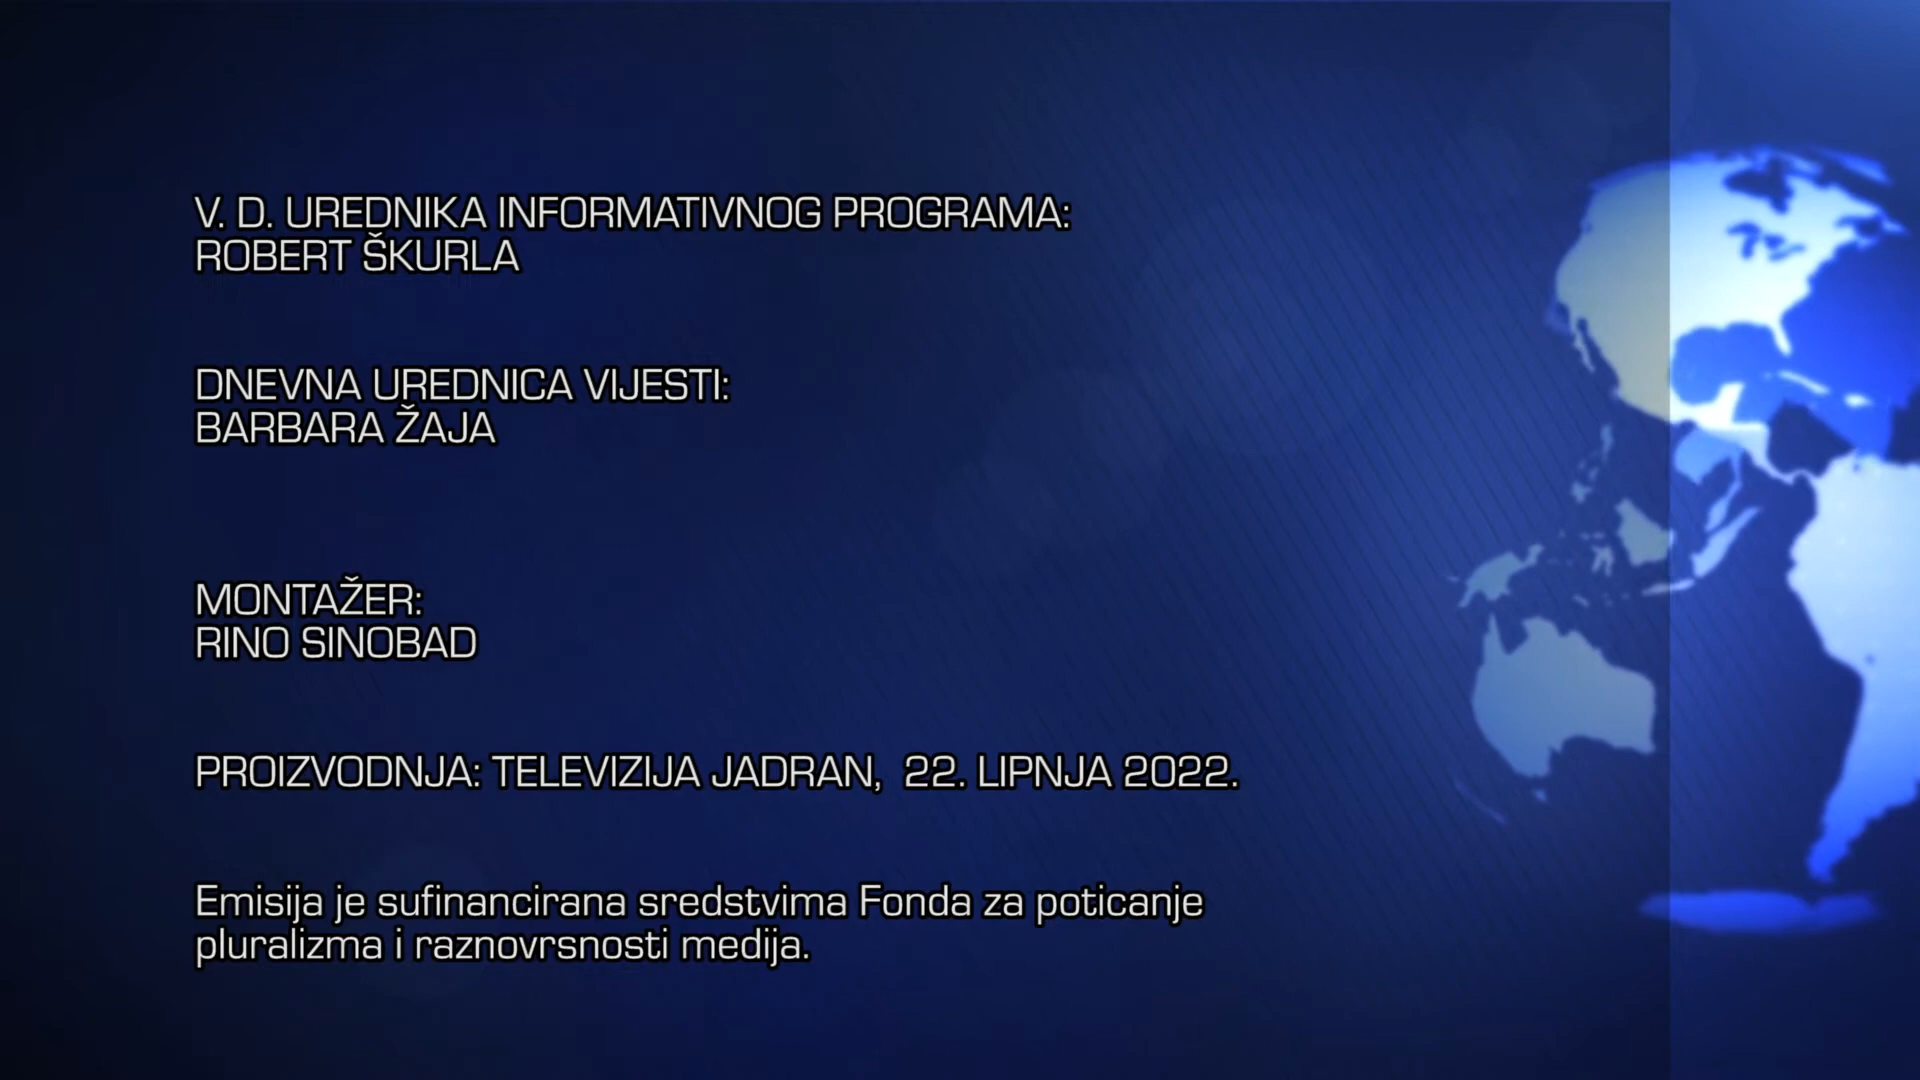 V. D. UREDNIKA INFORMATIVNOG PROGRAMA:
ROBERT ŠKURLA
DNEVNA UREDNICA VIJESTI:
BARBARA ŽAJA
MONTAŽER:
RINO SINOBAD
PROIZVODNJA: TELEVIZIJA JADRAN, 22. LIPNJA 2022.
Emisija je sufinancirana sredstvima Fonda za poticanje
pluralizma i raznovrsnosti medija.